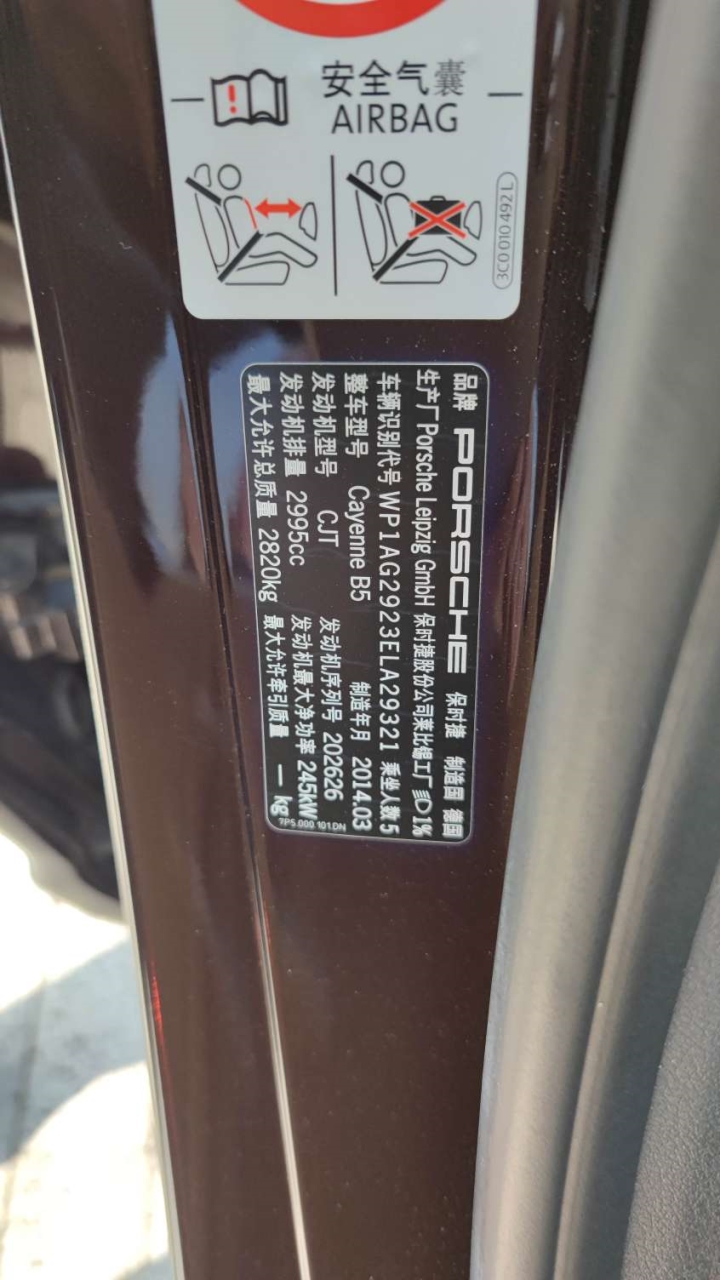 安全气囊
AIRBAG
3C0 010 492 L
品牌 PORSCHE 保时捷 制造国 德国
生产厂 Porsche Leipzig GmbH 保时捷股份公司莱比锡工厂 1%
车辆识别代号 WP1AG2923ELA29321 乘坐人数 5
整车型号 Cayenne B5 制造年月 2014.03
发动机型号 CJT 发动机序列号 202626
发动机排量 2995cc 发动机最大净功率 245kW
最大允许总质量 2820kg 最大允许牵引质量 — kg
7P5.000 101 DN